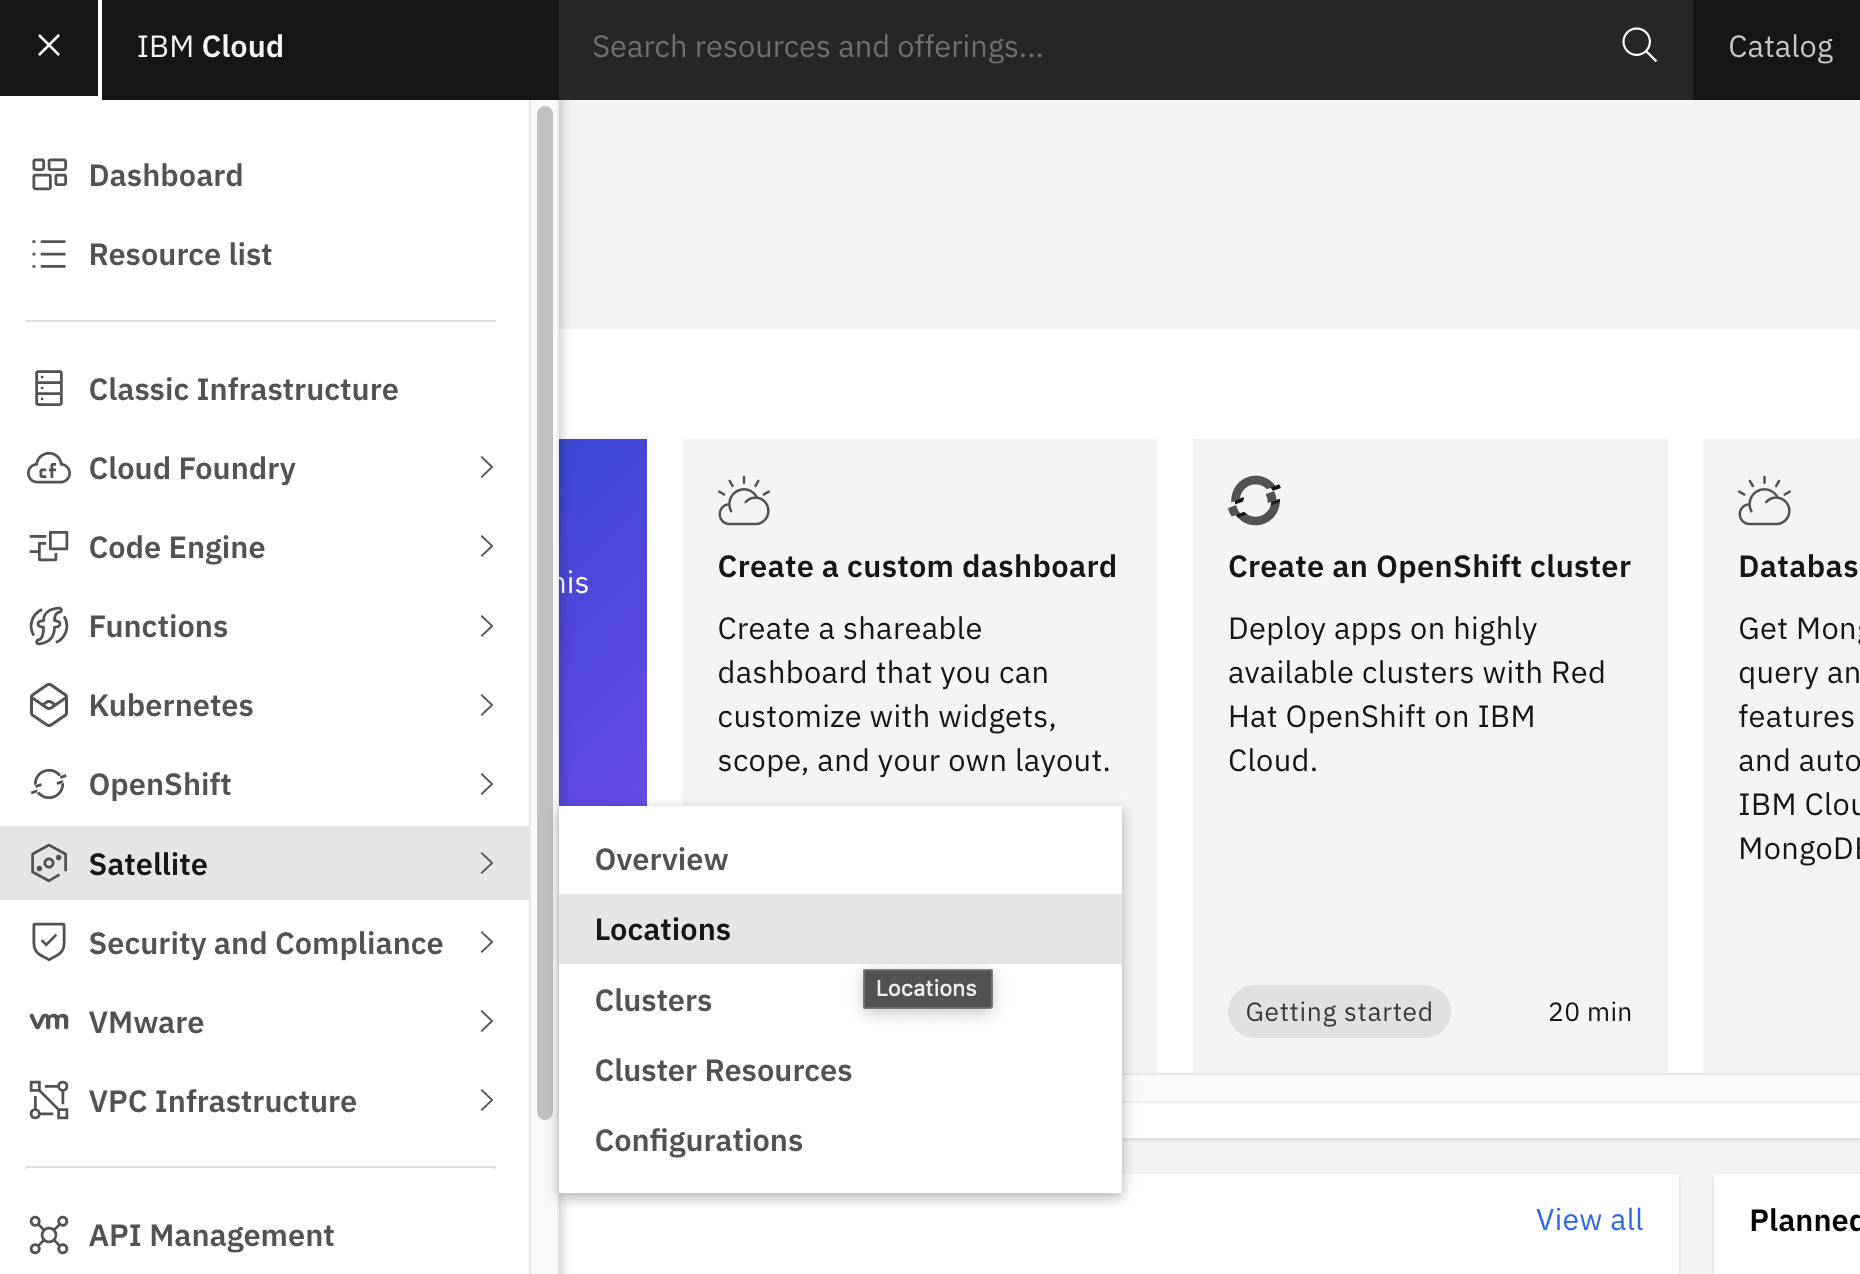 IBM Cloud
Search resources and offerings...
Catalog
Dashboard
Resource list
Classic Infrastructure
Cloud Foundry
Code Engine
Functions
Kubernetes
OpenShift
Satellite
Security and Compliance
vm VMware
VPC Infrastructure
API Management
Overview
Locations
Locations
Clusters
Cluster Resources
Configurations
Create a custom dashboard
Create a shareable
dashboard that you can
customize with widgets,
scope, and your own layout.
Create an OpenShift cluster
Deploy apps on highly
available clusters with Red
Hat OpenShift on IBM
Cloud.
Getting started
20 min
Databas
Get Mon
query an
features
and auto
IBM Clou
MongoDB
View all
Planned